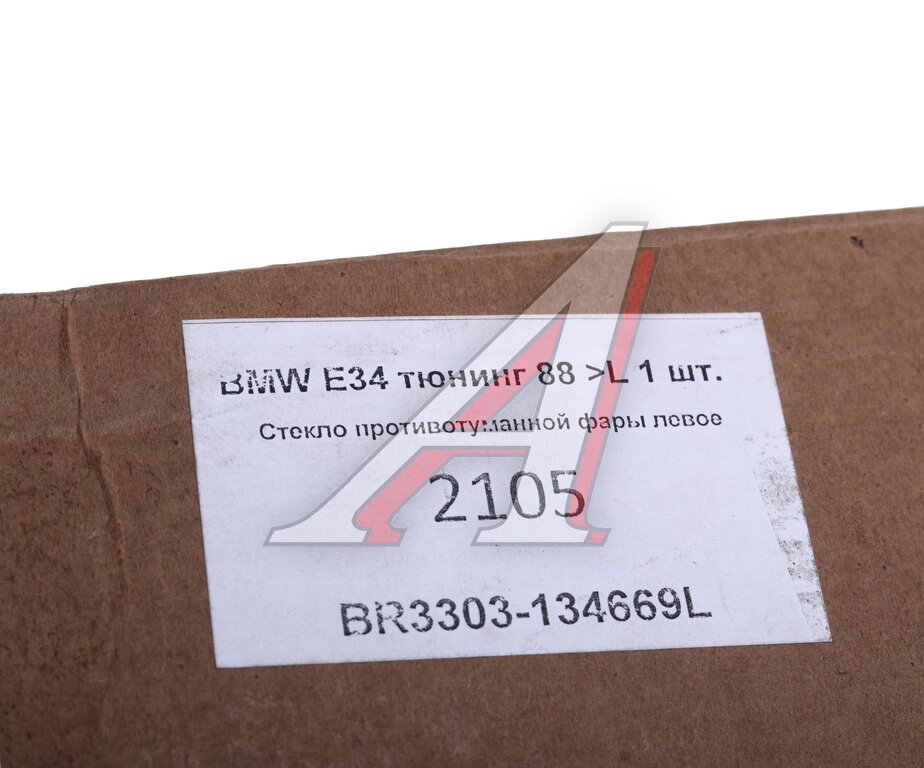 BMW E34 тюнинг 88 >L 1 шт.
Стекло противотуманной фары левое
2105
BR3303-134669L